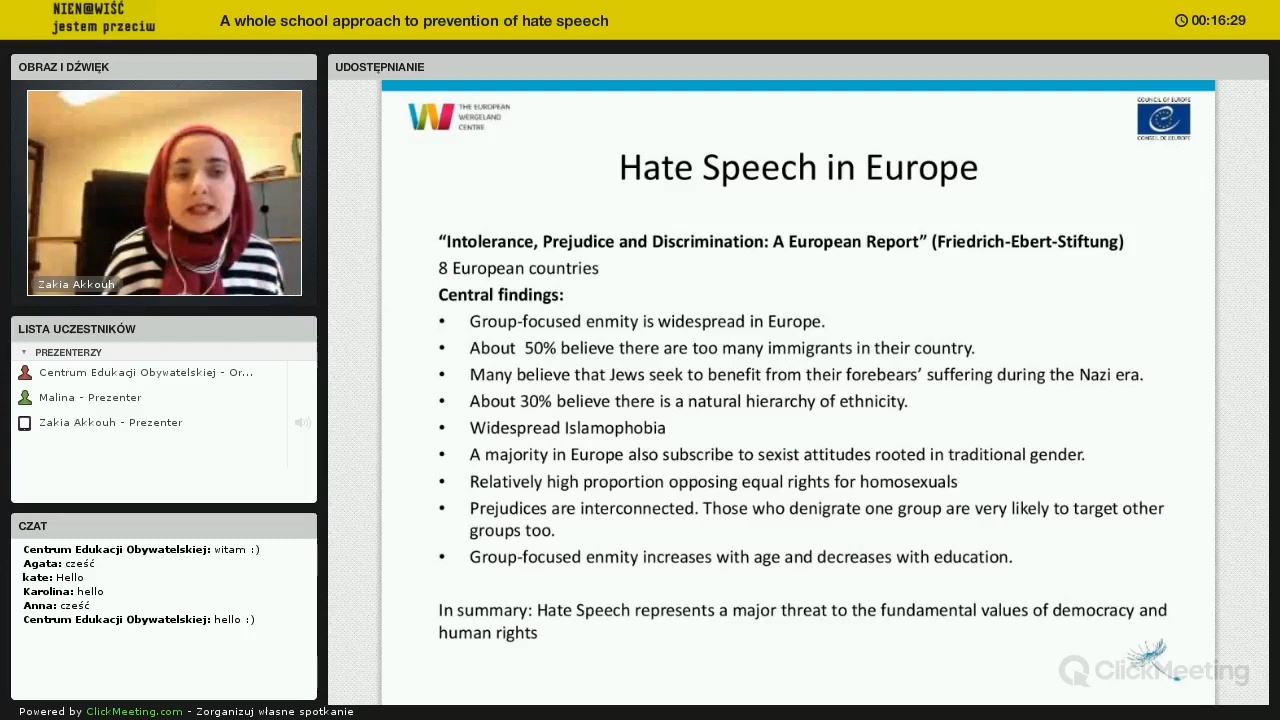 NIEN@WIŚĆ
jestem przeciw
A whole school approach to prevention of hate speech
00:16:29
OBRAZ I DŹWIĘK
Zakia Akkouh
LISTA UCZESTNIKÓW
PREZENTERZY
Centrum Edukacji Obywatelskiej - Or...
Malina - Prezenter
Zakia Akkouh - Prezenter
CZAT
Centrum Edukacji Obywatelskiej: witam :)
Agata: cześć
kate: Hello
Karolina: hello
Anna: cześć
Centrum Edukacji Obywatelskiej: hello :)
UDOSTĘPNIANIE
THE EUROPEAN
WERGELAND
CENTRE
COUNCIL OF EUROPE
CONSEIL DE L'EUROPE
Hate Speech in Europe
“Intolerance, Prejudice and Discrimination: A European Report” (Friedrich-Ebert-Stiftung)
8 European countries
Central findings:
• Group-focused enmity is widespread in Europe.
• About 50% believe there are too many immigrants in their country.
• Many believe that Jews seek to benefit from their forebears’ suffering during the Nazi era.
• About 30% believe there is a natural hierarchy of ethnicity.
• Widespread Islamophobia
• A majority in Europe also subscribe to sexist attitudes rooted in traditional gender.
• Relatively high proportion opposing equal rights for homosexuals
• Prejudices are interconnected. Those who denigrate one group are very likely to target other
groups too.
• Group-focused enmity increases with age and decreases with education.
In summary: Hate Speech represents a major threat to the fundamental values of democracy and
human rights
ClickMeeting
Powered by ClickMeeting.com - Zorganizuj własne spotkanie